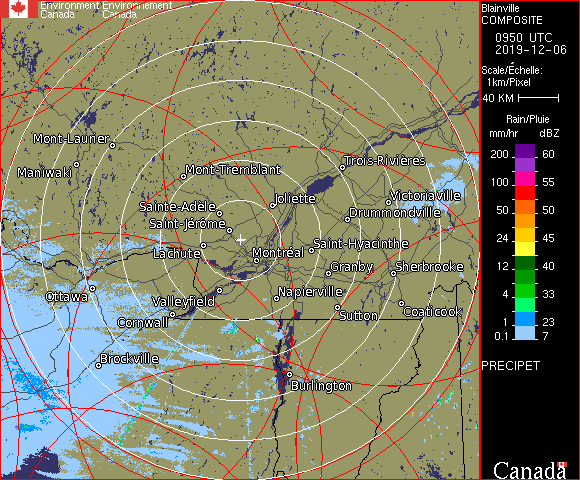 Environment Environnement
Canada Canada
Blainville
COMPOSITE
0950 UTC
2019-12-06
Scale/Échelle:
1km/Pixel
40 KM
Rain/Pluie
mm/hr dBZ
200 60
100 55
50 50
24 45
12 40
4 33
1 23
0.1 7
PRECIPET
Mont-Laurier
Maniwaki
Mont-Tremblant
Trois-Rivières
Joliette
Victoriaville
Sainte-Adèle
Drummondville
Saint-Jérôme
Saint-Hyacinthe
Lachute
Montréal
Granby
Sherbrooke
Ottawa
Valleyfield
Napierville
Cornwall
Sutton
Coaticook
Brockville
Burlington
Canada